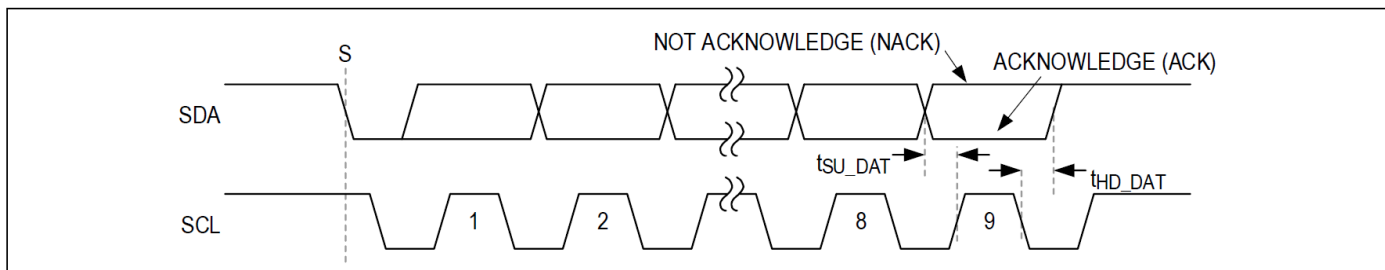 S
NOT ACKNOWLEDGE (NACK)
ACKNOWLEDGE (ACK)
SDA
tSU_DAT
tHD_DAT
SCL
1
2
8
9